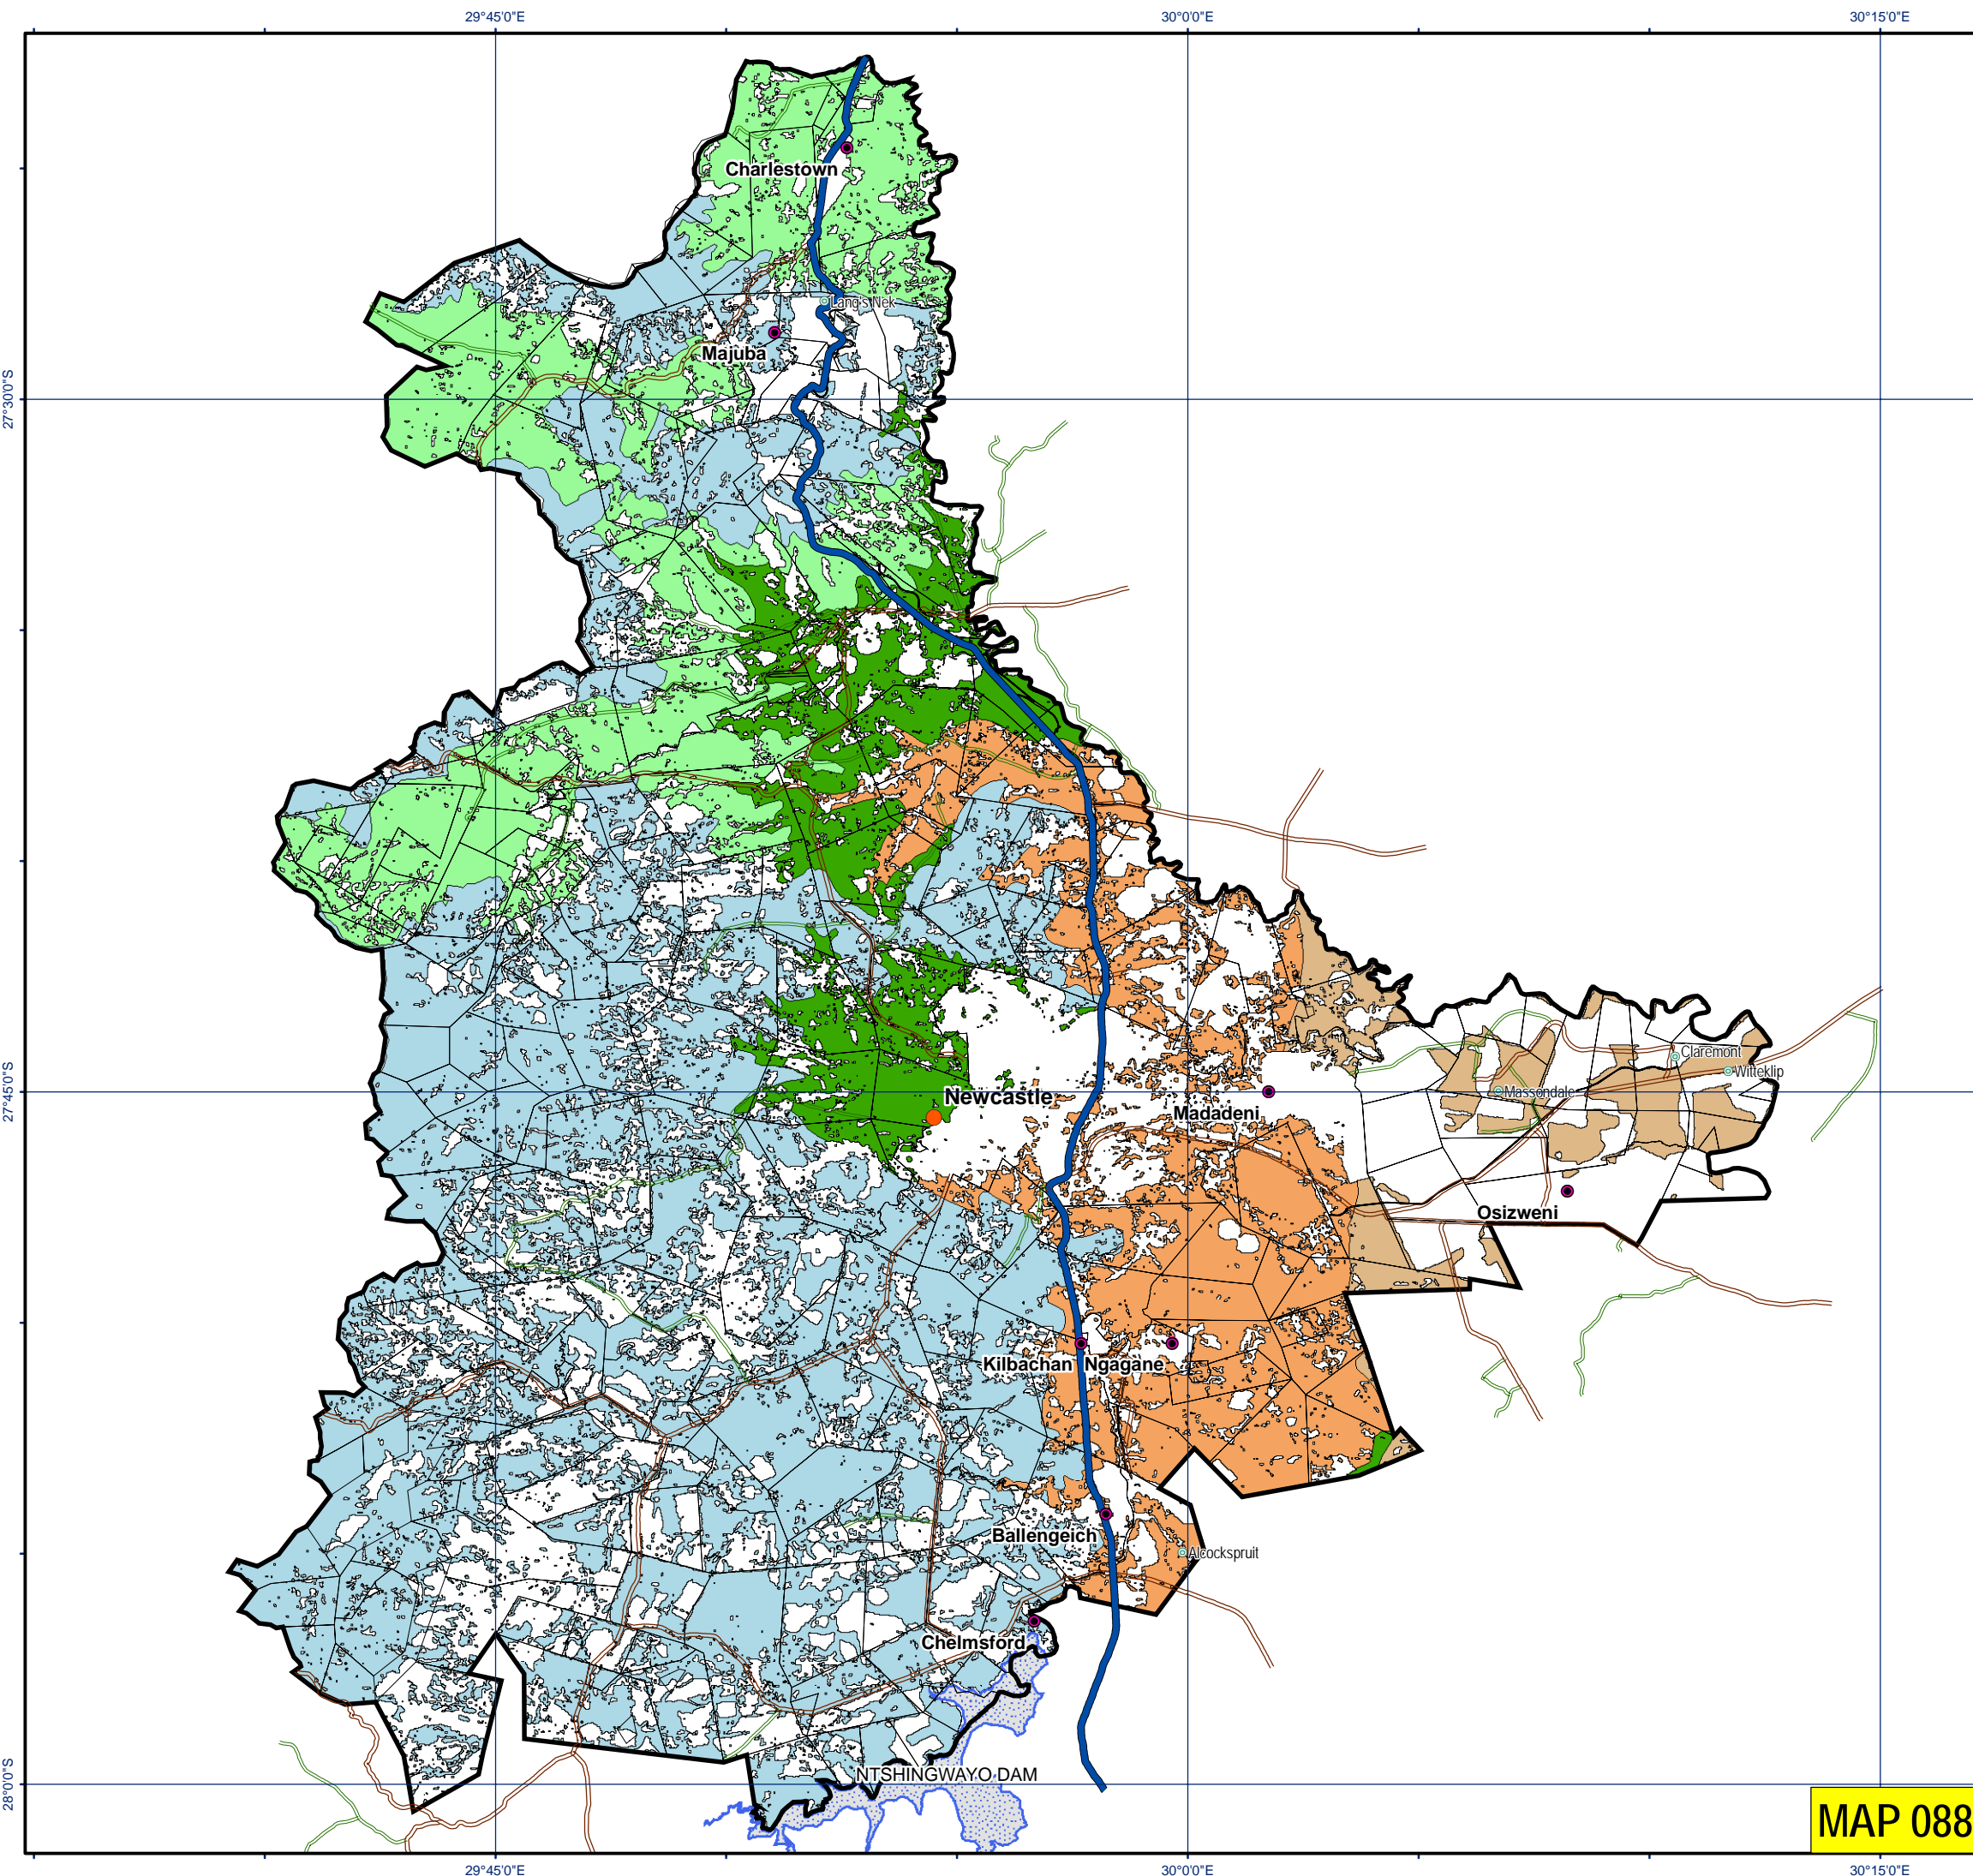 29°45'0"E
30°0'0"E
30°15'0"E
Charlestown
Lang's Nek
Majuba
27°30'0"S
Claremont
Witteklip
Massondale
27°45'0"S
Newcastle
Madadeni
Osizweni
Kilbachan
Ngagane
Ballengeich
Alcockspruit
Chelmsford
NTSHINGWAYO DAM
28°0'0"S
MAP 088
29°45'0"E
30°0'0"E
30°15'0"E